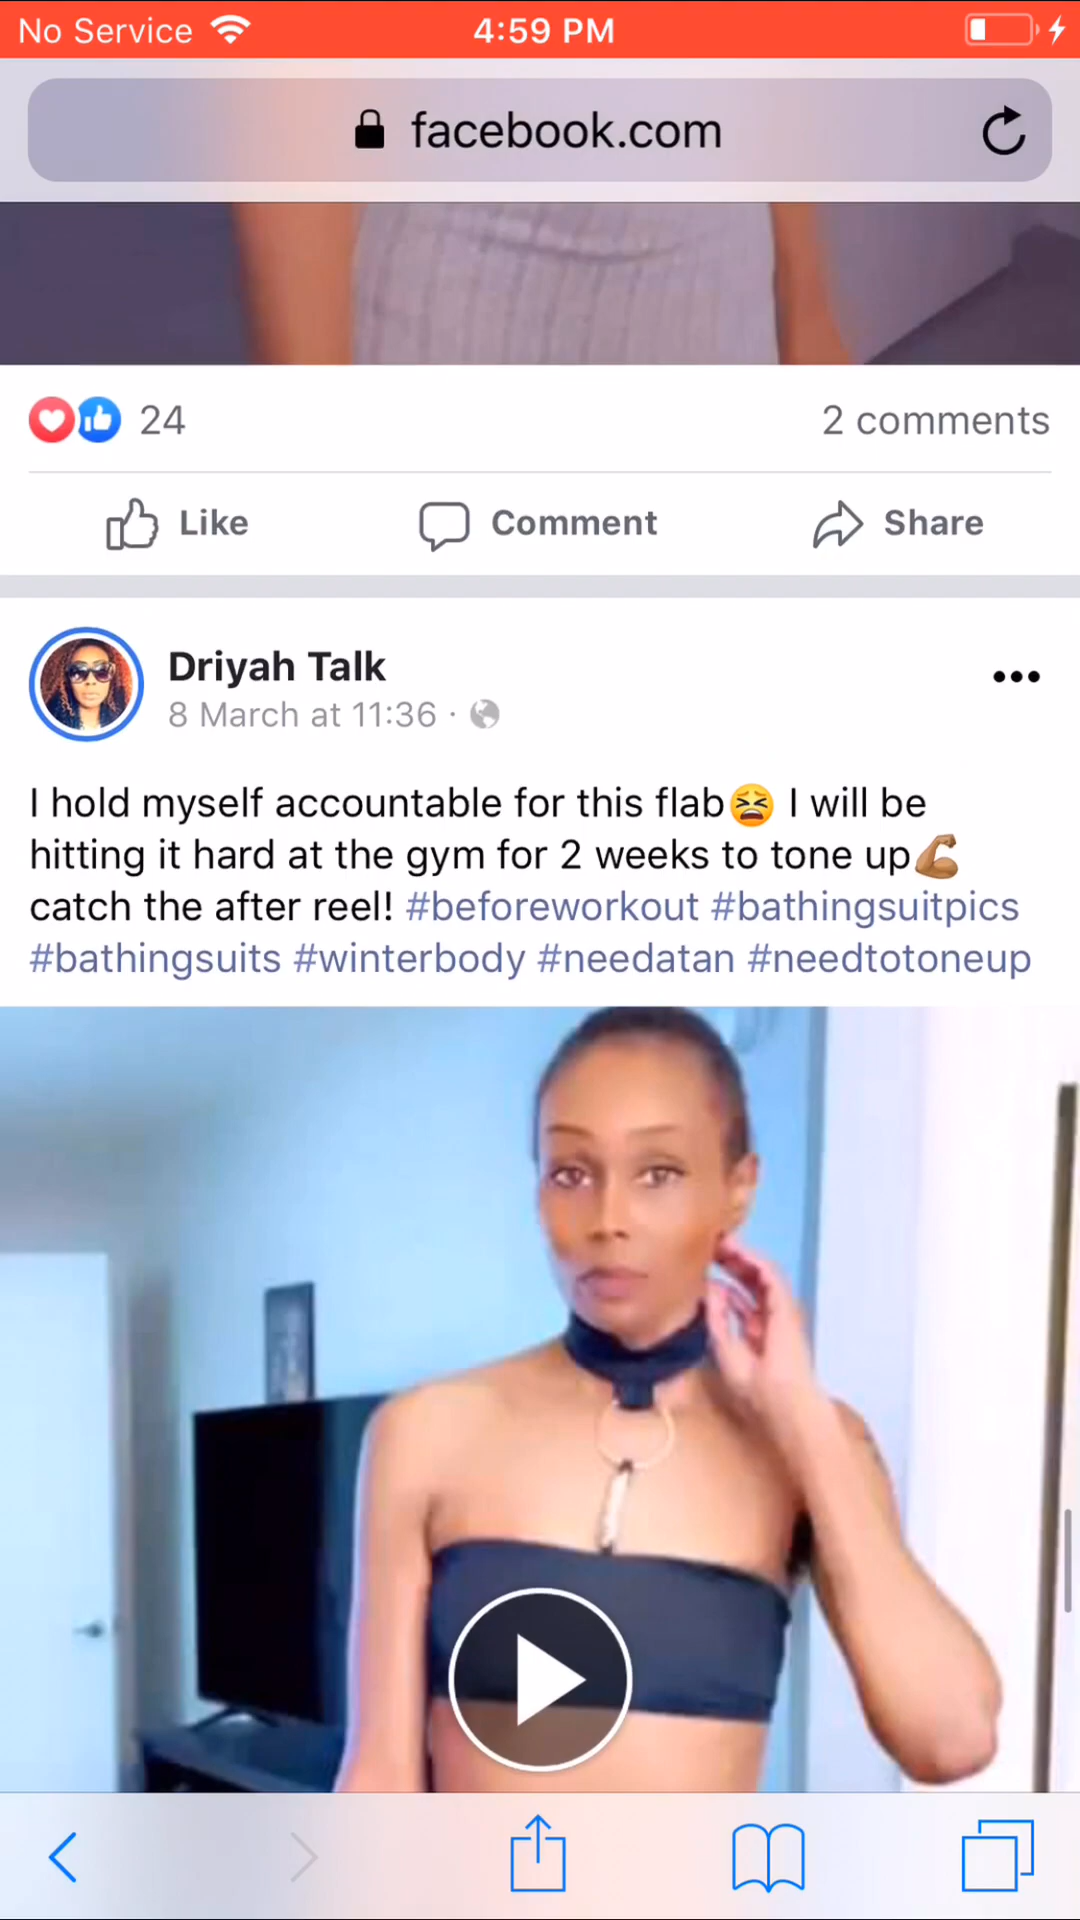 No Service 4:59 PM
facebook.com
24 2 comments
Like Comment Share
Driyah Talk
8 March at 11:36 ·
I hold myself accountable for this flab😫 I will be
hitting it hard at the gym for 2 weeks to tone up💪🏽
catch the after reel! #beforeworkout #bathingsuitpics
#bathingsuits #winterbody #needatan #needtotoneup